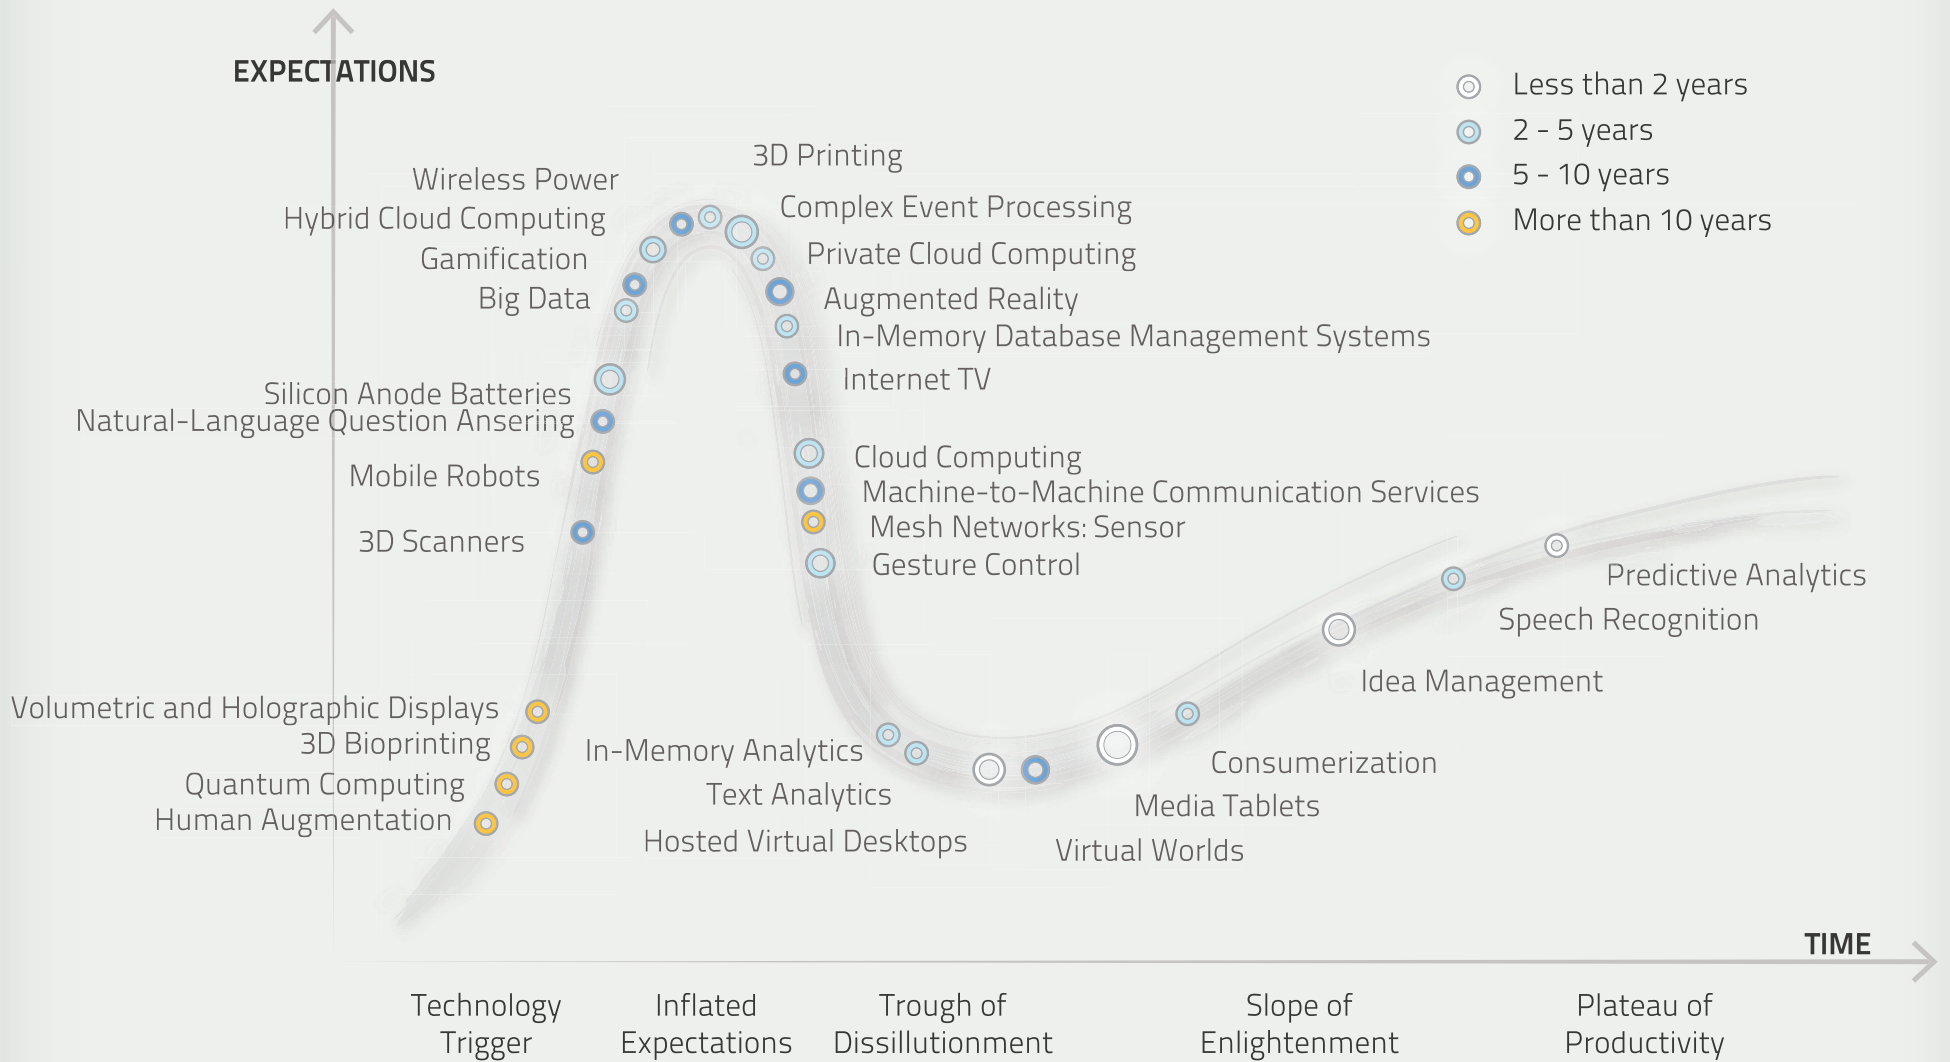 EXPECTATIONS
Less than 2 years
2 - 5 years
5 - 10 years
More than 10 years
3D Printing
Wireless Power
Complex Event Processing
Hybrid Cloud Computing
Private Cloud Computing
Gamification
Big Data
Augmented Reality
In-Memory Database Management Systems
Internet TV
Silicon Anode Batteries
Natural-Language Question Ansering
Cloud Computing
Mobile Robots
Machine-to-Machine Communication Services
Mesh Networks: Sensor
3D Scanners
Gesture Control
Predictive Analytics
Speech Recognition
Idea Management
Volumetric and Holographic Displays
3D Bioprinting
In-Memory Analytics
Consumerization
Quantum Computing
Text Analytics
Media Tablets
Human Augmentation
Hosted Virtual Desktops
Virtual Worlds
TIME
Technology
Trigger
Inflated
Expectations
Trough of
Dissillutionment
Slope of
Enlightenment
Plateau of
Productivity